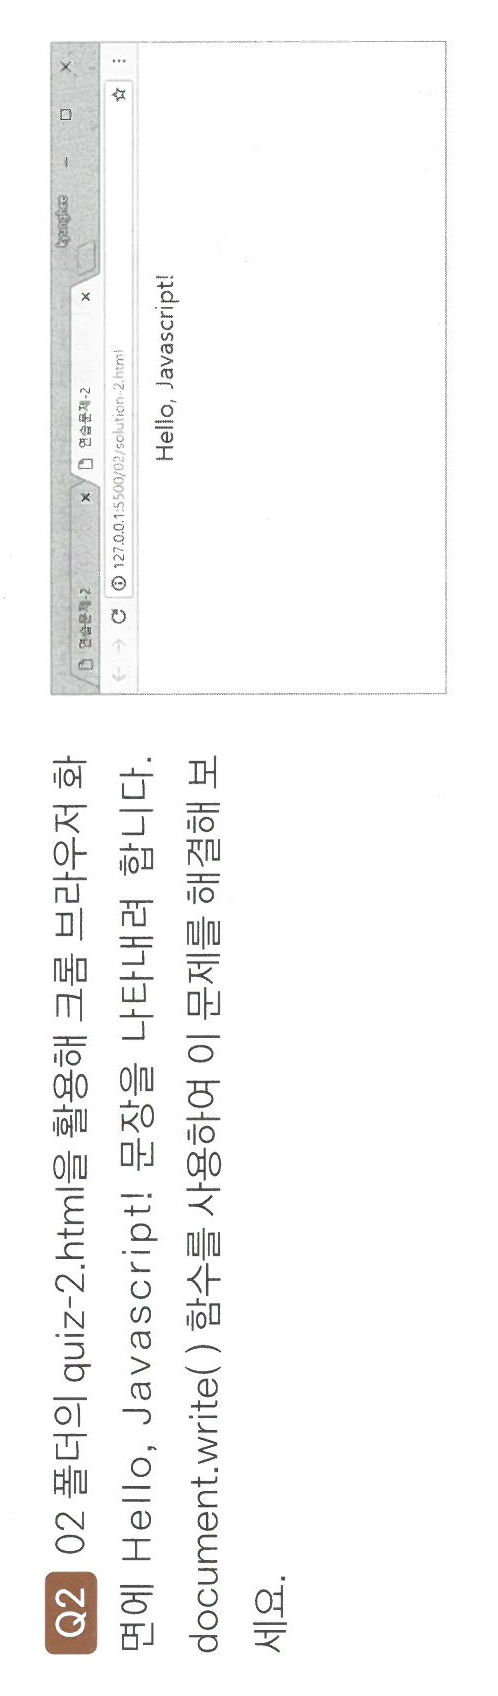 Q2 02 폴더의 quiz-2.html을 활용해 크롬 브라우저 화
면에 Hello, Javascript! 문장을 나타내려 합니다.
document.write( ) 함수를 사용하여 이 문제를 해결해 보
세요.
연습문제-2 연습문제-2 kyunghee
127.0.0.1:5500/02/solution-2.html
Hello, Javascript!